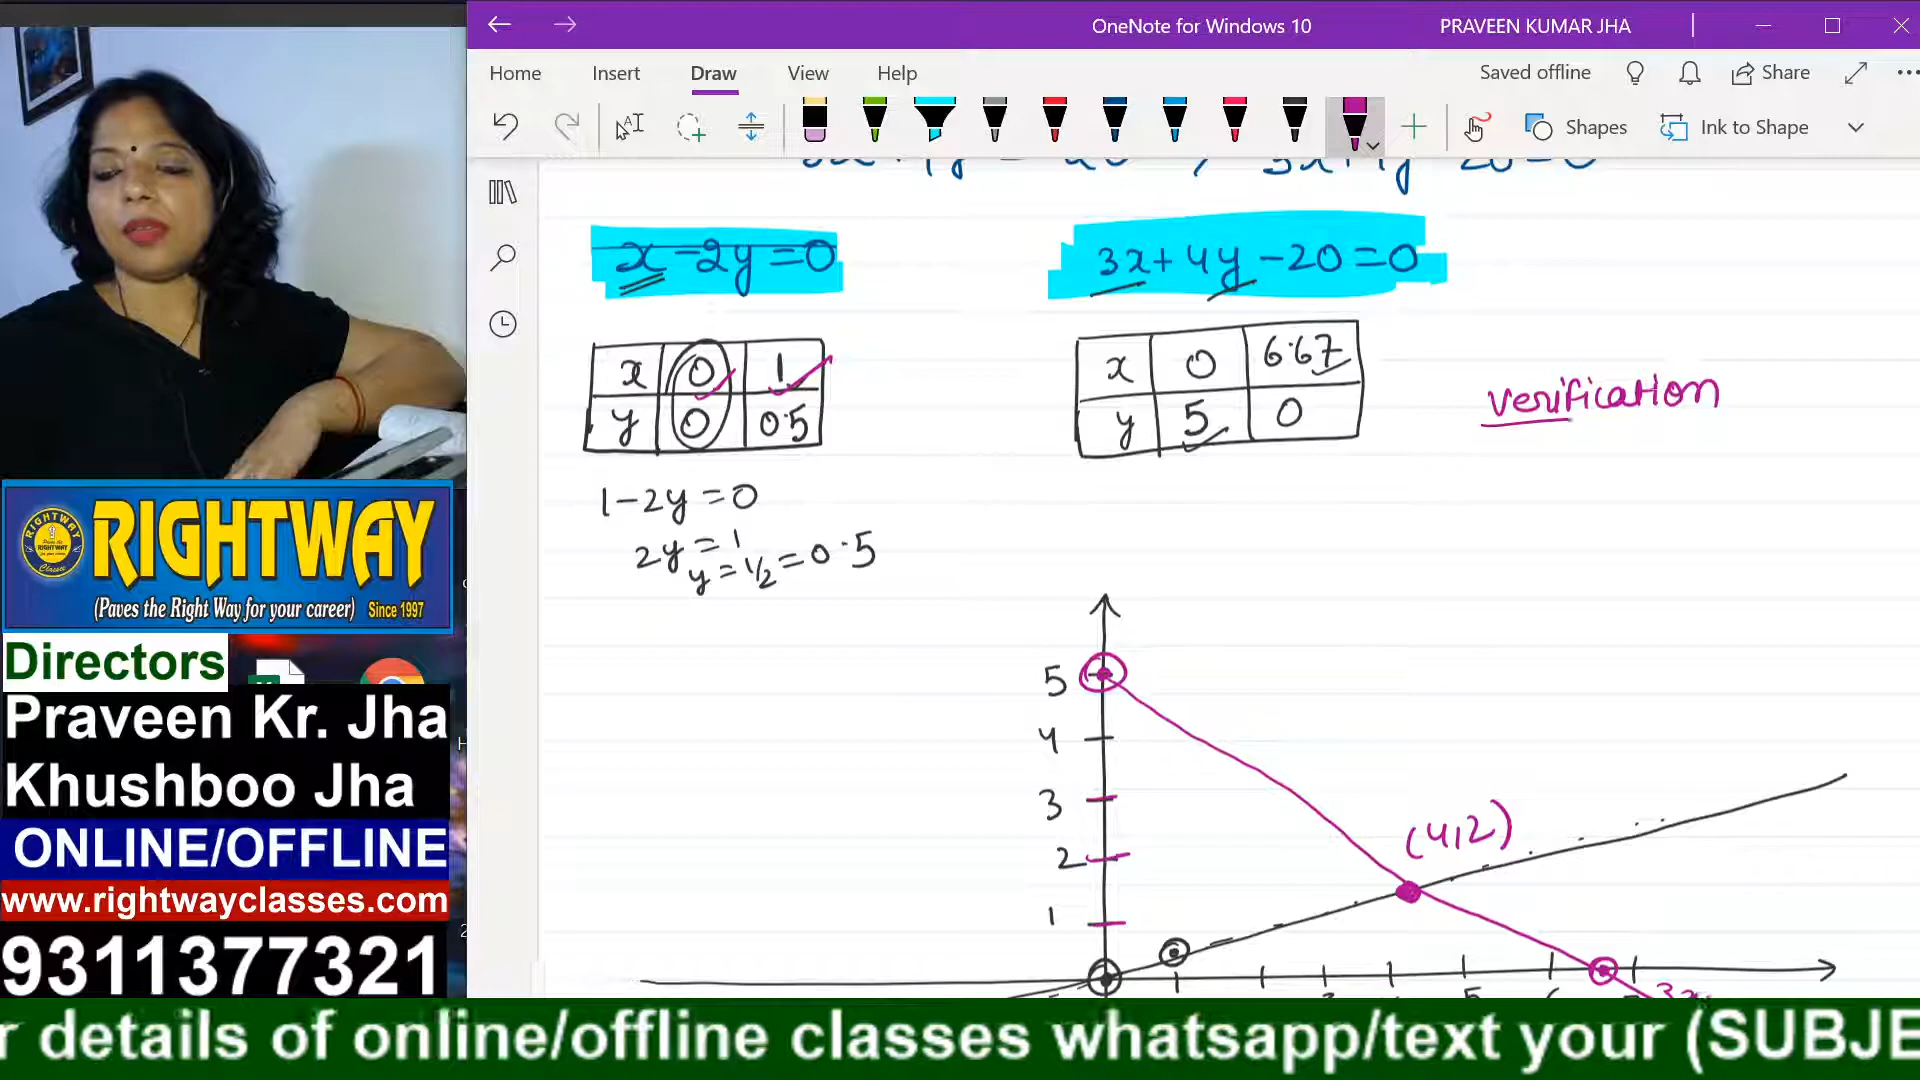 OneNote for Windows 10
PRAVEEN KUMAR JHA
Home Insert Draw View Help
Saved offline
Share
Shapes
Ink to Shape
x - 2y = 0
3x + 4y - 20 = 0
x 0 1
y 0 0.5
x 0 6.67
y 5 0
verification
1 - 2y = 0
2y = 1
y = 1/2 = 0.5
5
4
3
2
1
(4,2)
RIGHTWAY
(Paves the Right Way for your career) Since 1997
Directors
Praveen Kr. Jha
Khushboo Jha
ONLINE/OFFLINE
www.rightwayclasses.com
9311377321
r details of online/offline classes whatsapp/text your (SUBJE